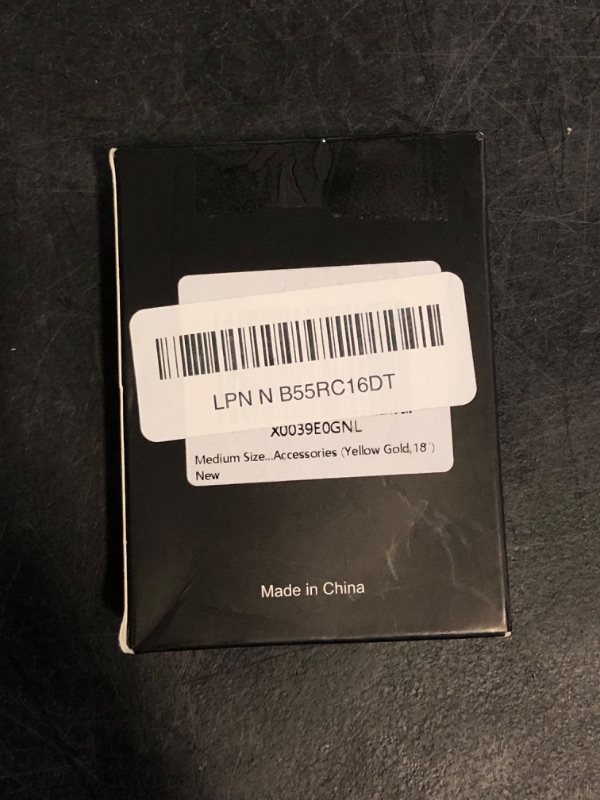 LPN N B55RC16DT
X0039E0GNL
Medium Size...Accessories (Yellow Gold, 18")
New
Made in China